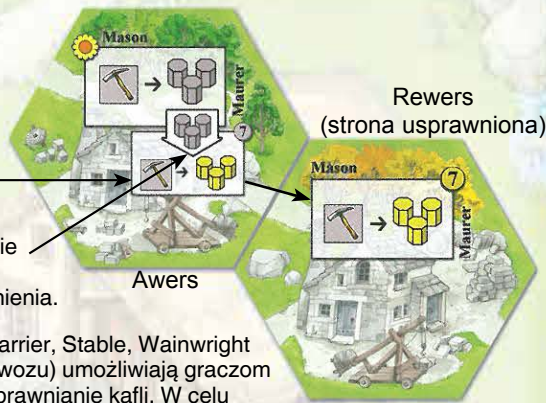 Mason
Maurer
7
Rewers
(strona usprawniona)
Mason
7
Maurer
ie
Awers
nienia.
arrier, Stable, Wainwright
wozu) umożliwiają graczom
prawnianie kafli. W celu